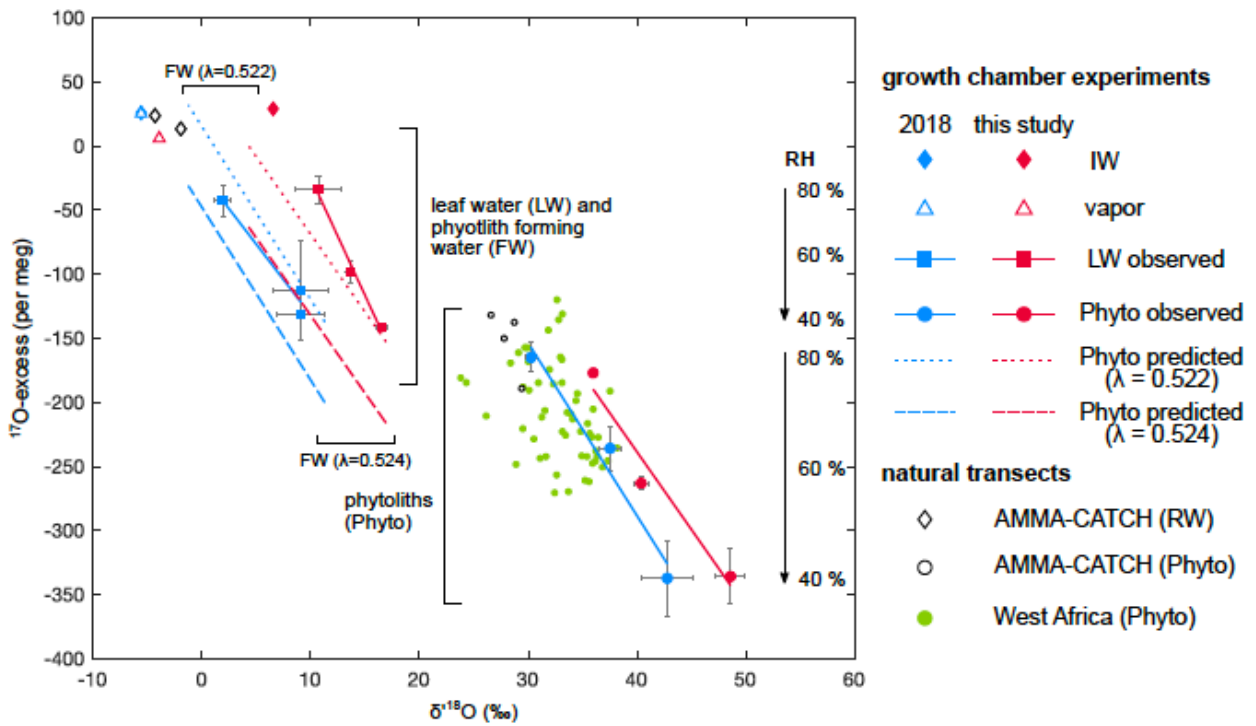 100
50
0
-50
-100
-150
-200
-250
-300
-350
-400
-10
0
10
20
30
40
50
60
17O-excess (per meg)
δ'18O (‰)
FW (λ=0.522)
leaf water (LW) and
phyotlith forming
water (FW)
FW (λ=0.524)
phytoliths
(Phyto)
RH
80 %
60 %
40 %
80 %
60 %
40 %
growth chamber experiments
2018 this study
IW
vapor
LW observed
Phyto observed
Phyto predicted
(λ = 0.522)
Phyto predicted
(λ = 0.524)
natural transects
AMMA-CATCH (RW)
AMMA-CATCH (Phyto)
West Africa (Phyto)